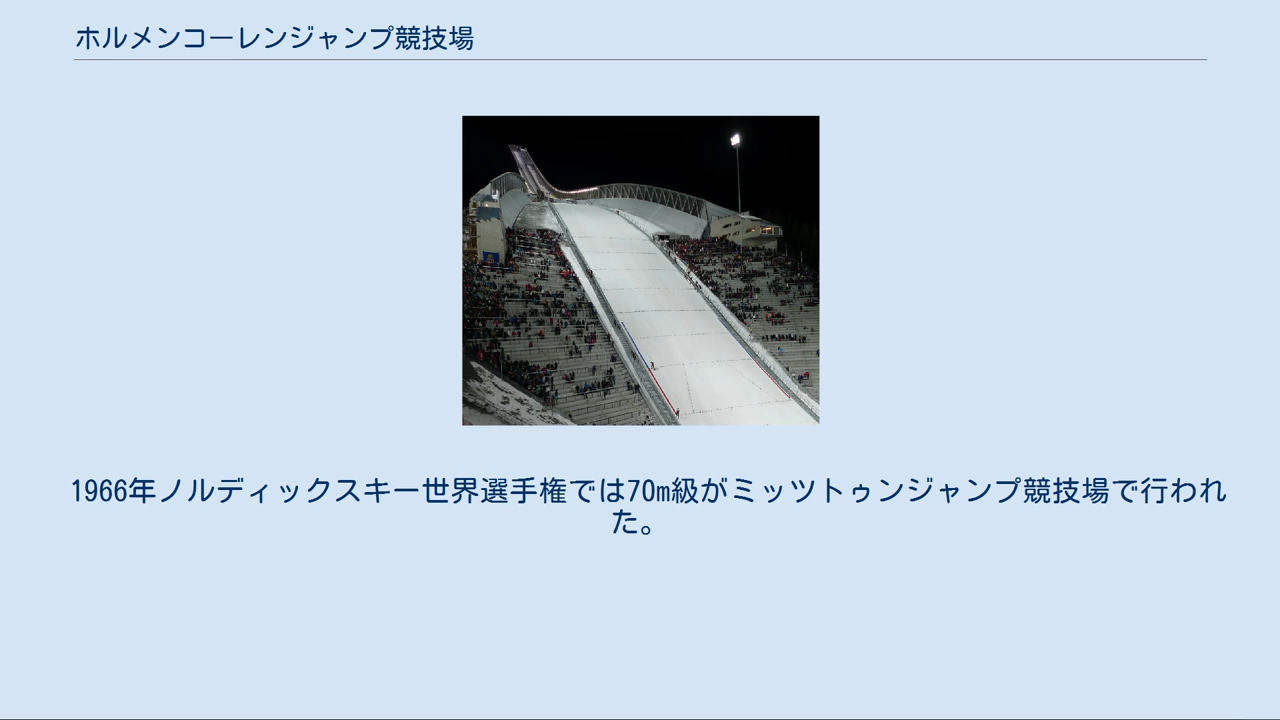 ホルメンコーレンジャンプ競技場
1966年ノルディックスキー世界選手権では70m級がミッツトゥンジャンプ競技場で行われ
た。